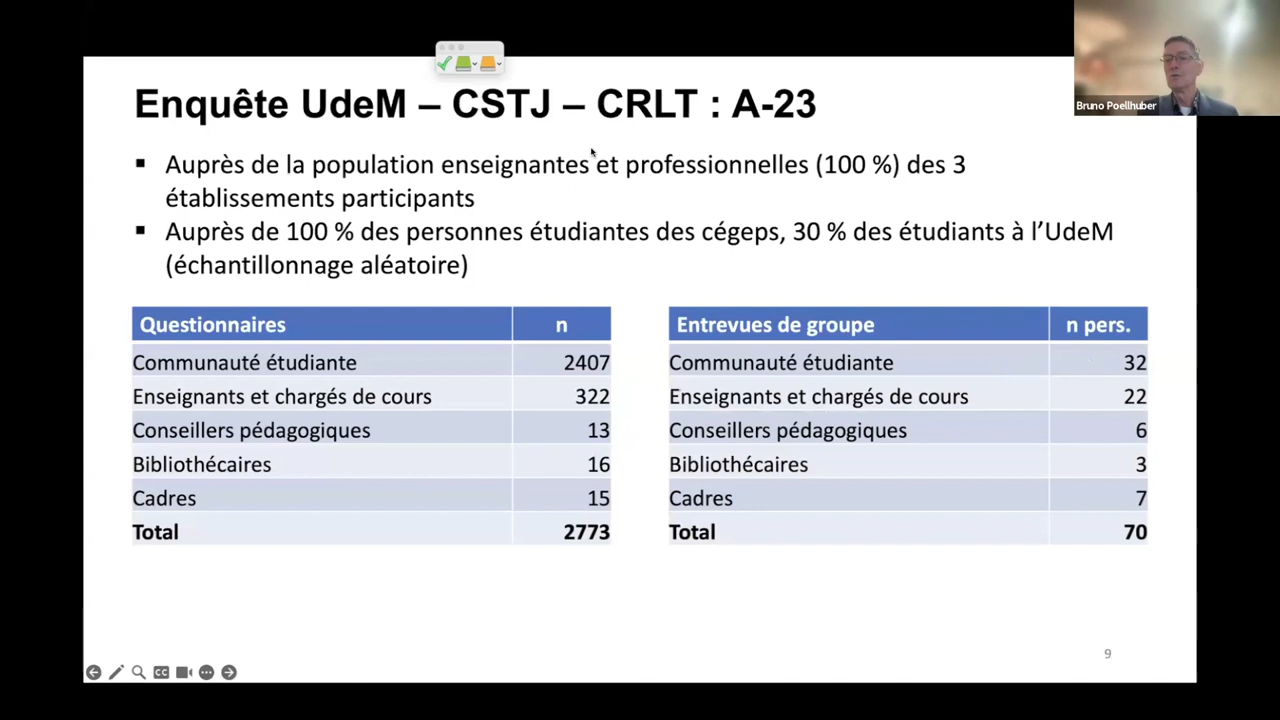 Bruno Poellhuber
Enquête UdeM – CSTJ – CRLT : A-23
▪ Auprès de la population enseignantes et professionnelles (100 %) des 3
établissements participants
▪ Auprès de 100 % des personnes étudiantes des cégeps, 30 % des étudiants à l’UdeM
(échantillonnage aléatoire)
Questionnaires n
Communauté étudiante 2407
Enseignants et chargés de cours 322
Conseillers pédagogiques 13
Bibliothécaires 16
Cadres 15
Total 2773
Entrevues de groupe n pers.
Communauté étudiante 32
Enseignants et chargés de cours 22
Conseillers pédagogiques 6
Bibliothécaires 3
Cadres 7
Total 70
9
CC